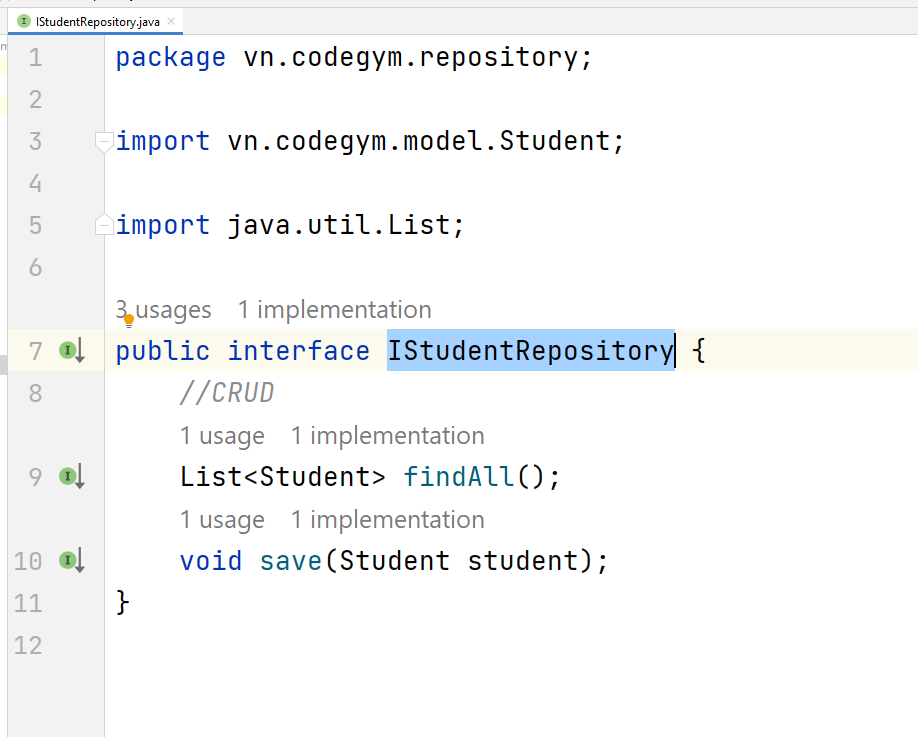 IStudentRepository.java
1 package vn.codegym.repository;
2
3 import vn.codegym.model.Student;
4
5 import java.util.List;
6
3 usages 1 implementation
7 public interface IStudentRepository {
8 //CRUD
1 usage 1 implementation
9 List<Student> findAll();
1 usage 1 implementation
10 void save(Student student);
11 }
12